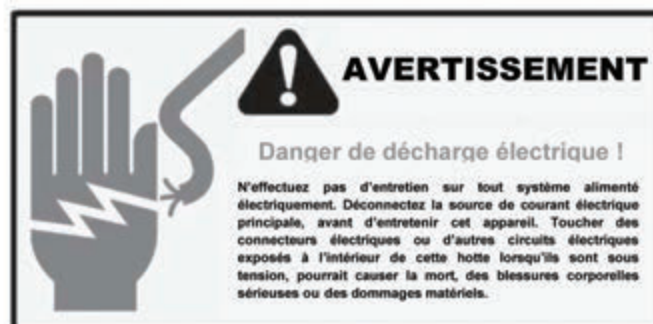 AVERTISSEMENT
Danger de décharge électrique !
N'effectuez pas d'entretien sur tout système alimenté
électriquement. Déconnectez la source de courant électrique
principale, avant d'entretenir cet appareil. Toucher des
connecteurs électriques ou d'autres circuits électriques
exposés à l'intérieur de cette hotte lorsqu'ils sont sous
tension, pourrait causer la mort, des blessures corporelles
sérieuses ou des dommages matériels.